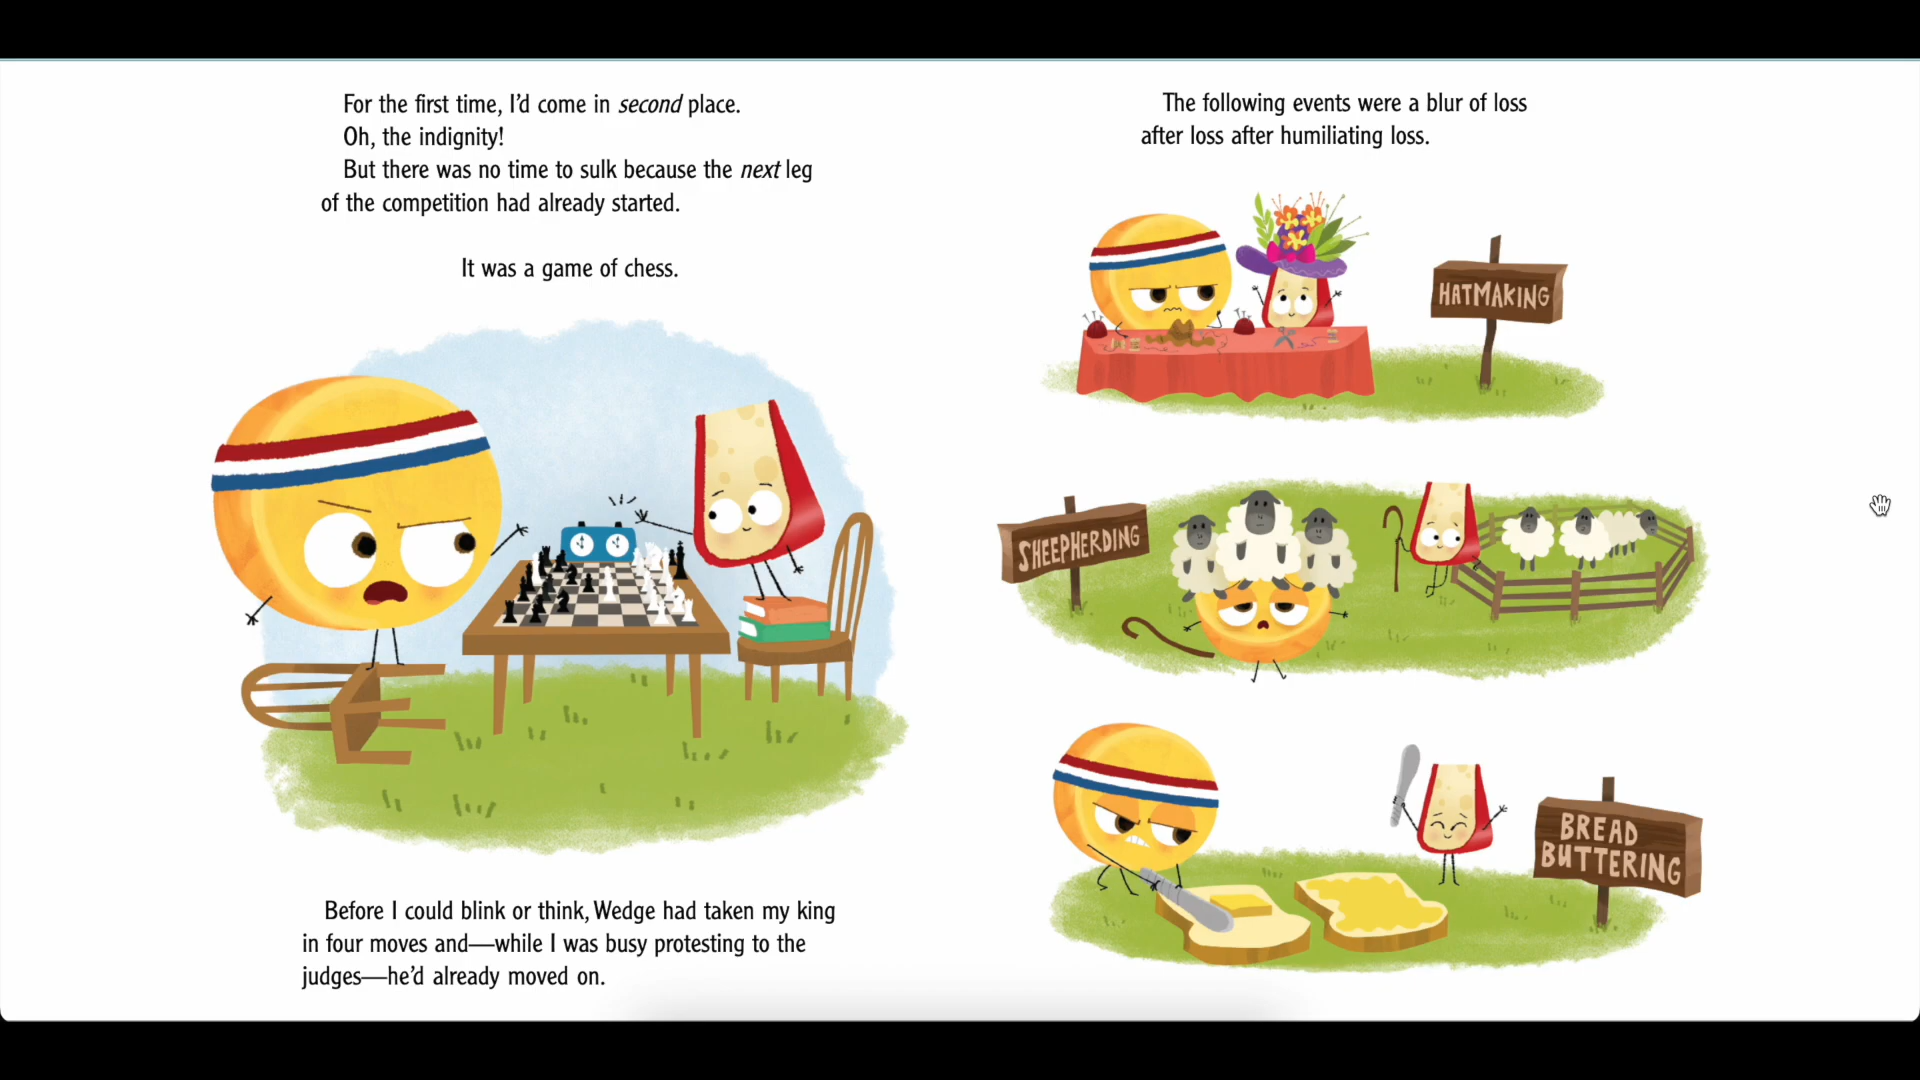 For the first time, I'd come in second place.
Oh, the indignity!
But there was no time to sulk because the next leg
of the competition had already started.
It was a game of chess.
Before I could blink or think, Wedge had taken my king
in four moves and—while I was busy protesting to the
judges—he'd already moved on.
The following events were a blur of loss
after loss after humiliating loss.
HATMAKING
SHEEPHERDING
BREAD
BUTTERING